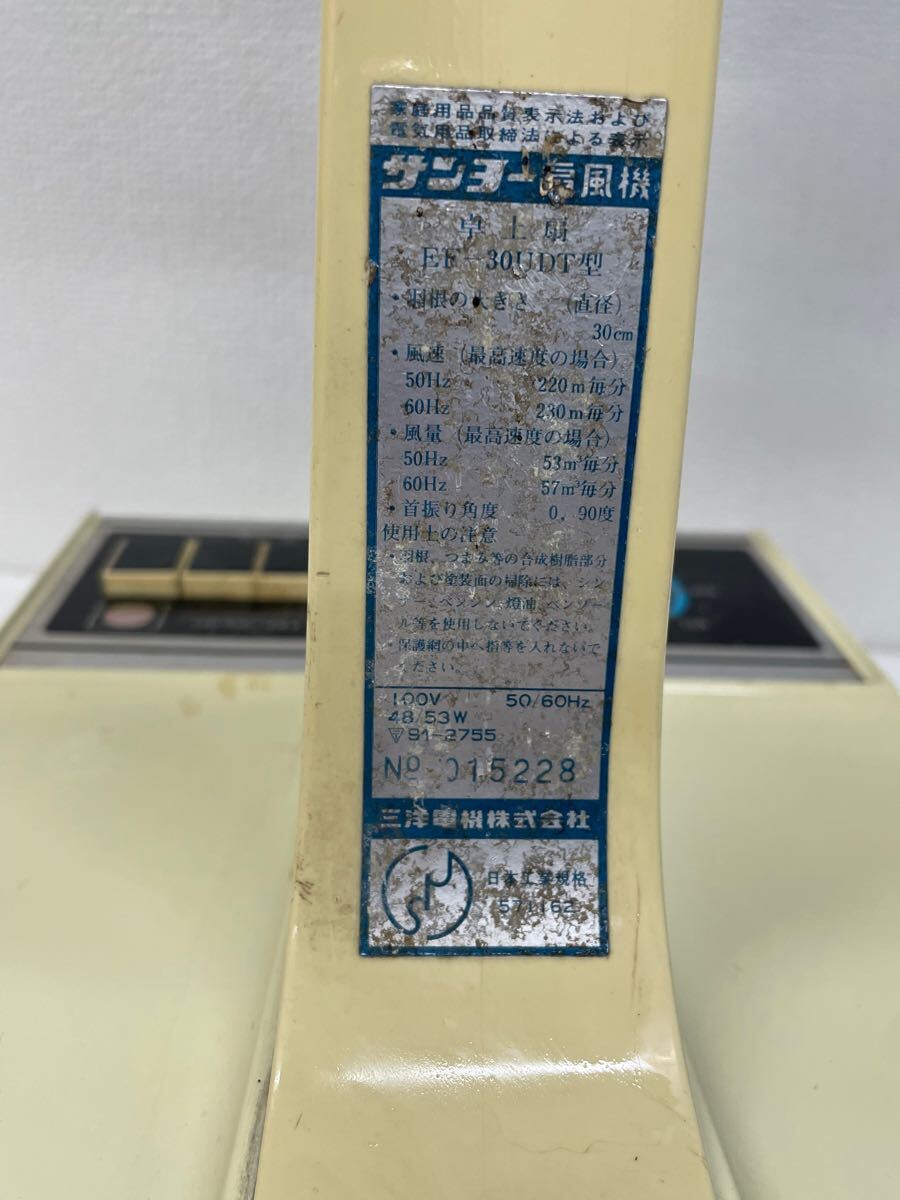 家庭用品品質表示法および
電気用品取締法による表示
サンヨー扇風機
卓上扇
EF-30UDT型
・羽根の大きさ (直径)
30cm
・風速 (最高速度の場合)
50Hz 220m毎分
60Hz 230m毎分
・風量 (最高速度の場合)
50Hz 53m³毎分
60Hz 57m³毎分
・首振り角度 0, 90度
使用上の注意
・羽根、つまみ等の合成樹脂部分
および塗装面の掃除には、シン
ナー、ベンジン、燈油、ベンゾー
ル等を使用しないでください。
・保護網の中へ指等を入れないで
ください。
100V 50/60Hz
48/53W
▽91-2755
No 015228
三洋電機株式会社
日本工業規格
571162